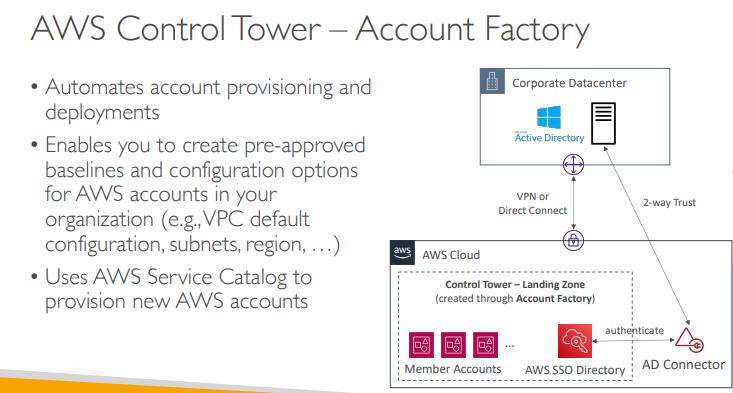 AWS Control Tower – Account Factory
• Automates account provisioning and
deployments
• Enables you to create pre-approved
baselines and configuration options
for AWS accounts in your
organization (e.g., VPC default
configuration, subnets, region, …)
• Uses AWS Service Catalog to
provision new AWS accounts
Corporate Datacenter
Microsoft
Active Directory
VPN or
Direct Connect
2-way Trust
aws
AWS Cloud
Control Tower – Landing Zone
(created through Account Factory)
...
Member Accounts
AWS SSO Directory
authenticate
AD Connector